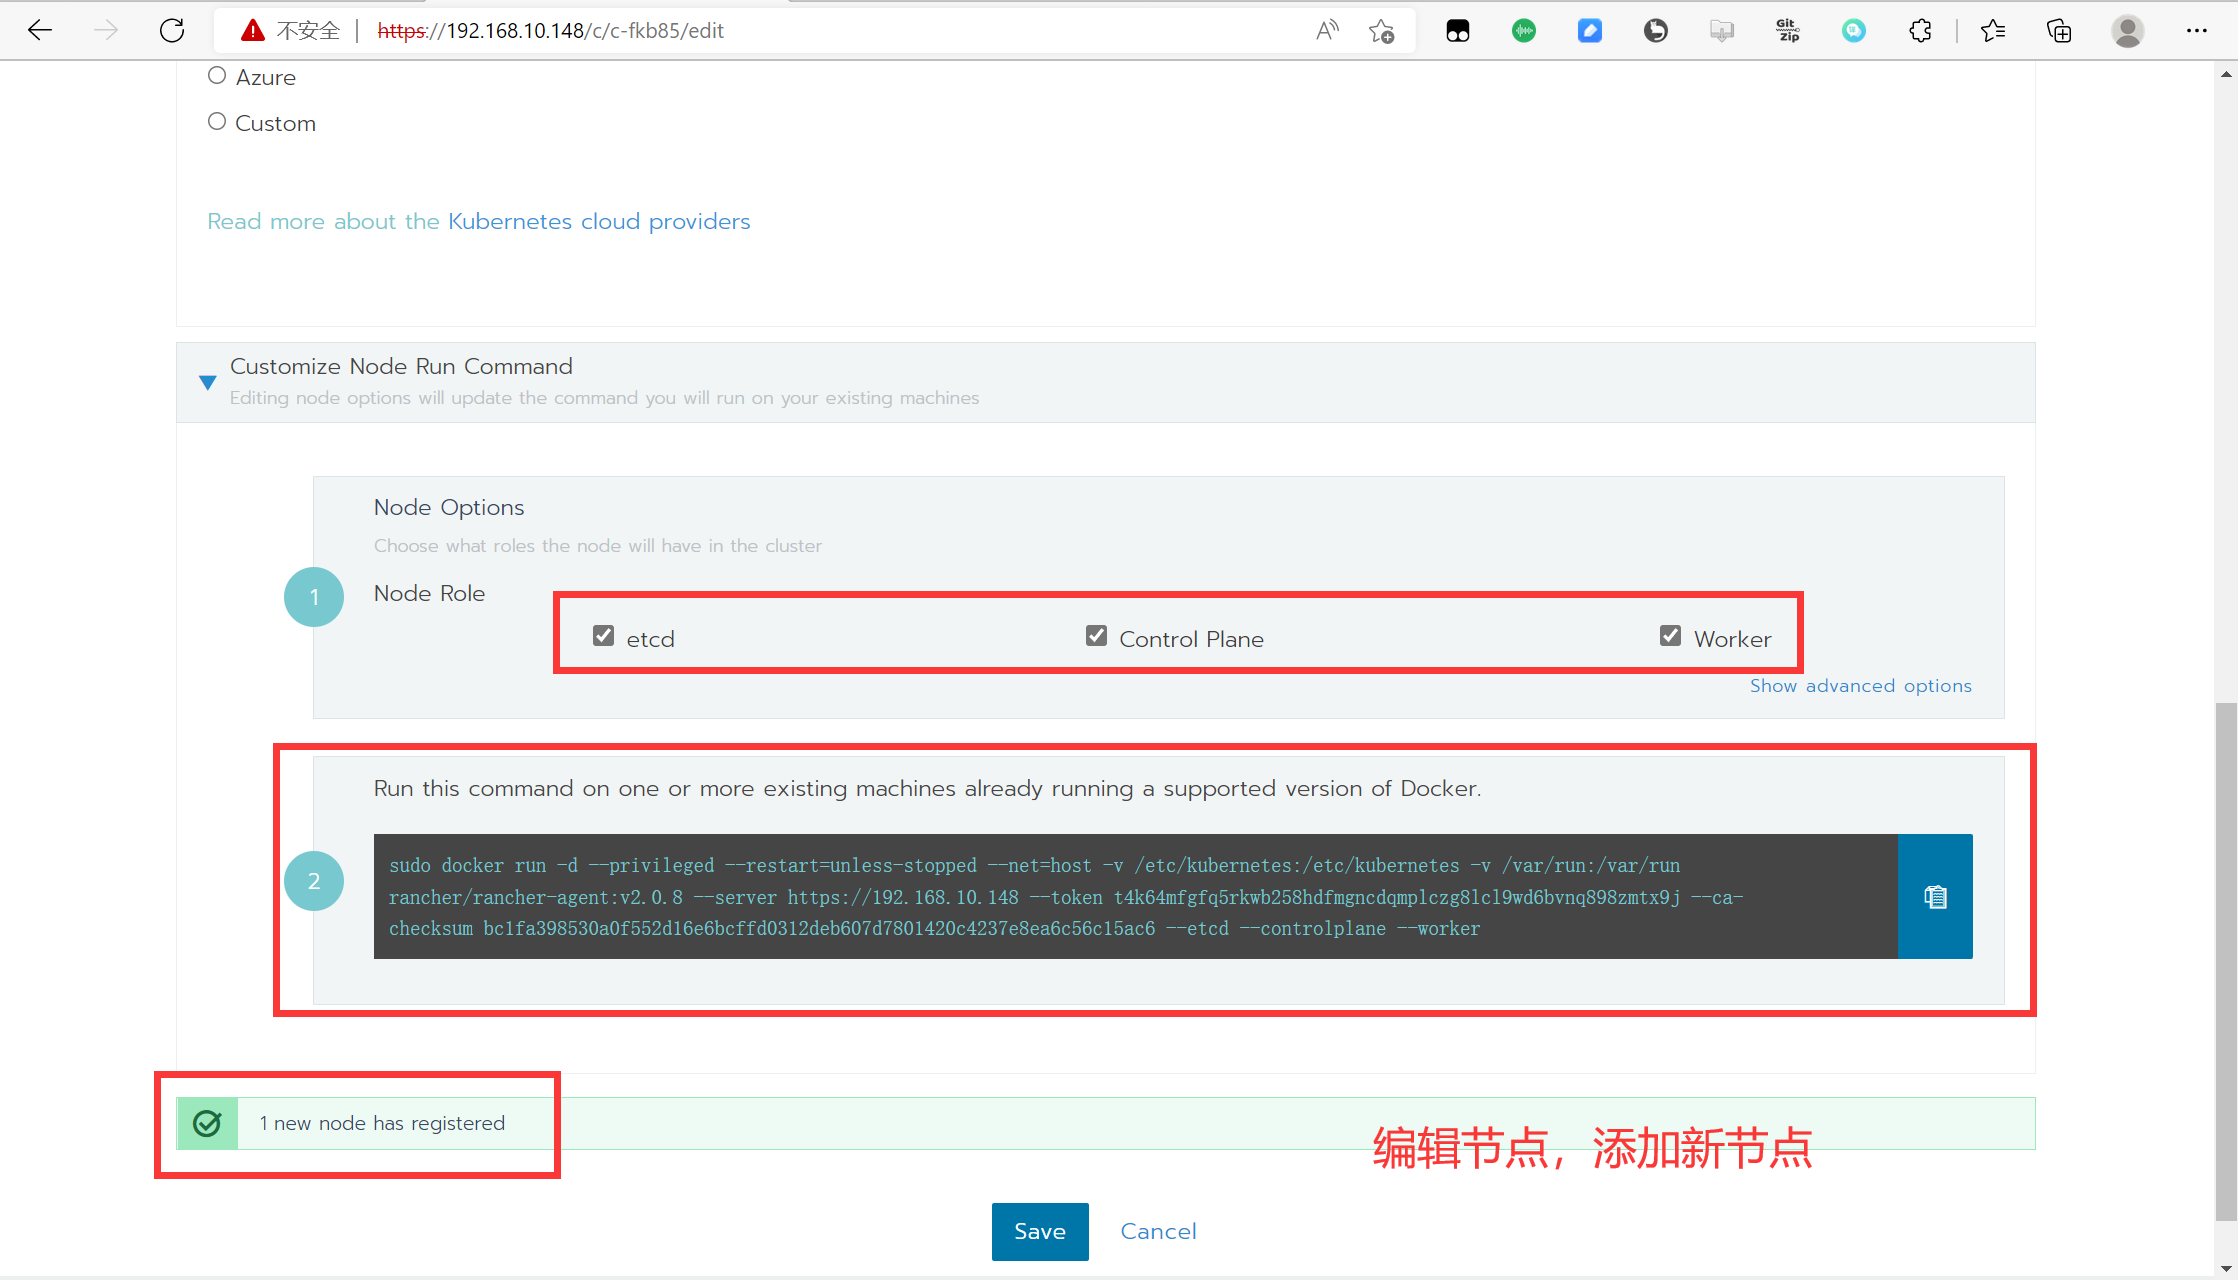 不安全 | https://192.168.10.148/c/c-fkb85/edit
Git
zip
Azure
Custom
Read more about the Kubernetes cloud providers
Customize Node Run Command
Editing node options will update the command you will run on your existing machines
Node Options
Choose what roles the node will have in the cluster
1
Node Role
etcd
Control Plane
Worker
Show advanced options
Run this command on one or more existing machines already running a supported version of Docker.
2
sudo docker run -d --privileged --restart=unless-stopped --net=host -v /etc/kubernetes:/etc/kubernetes -v /var/run:/var/run
rancher/rancher-agent:v2.0.8 --server https://192.168.10.148 --token t4k64mfgfq5rkwb258hdfmgncdqmplczg8lcl9wd6bvnq898zmtx9j --ca-
checksum bc1fa398530a0f552d16e6bcffd0312deb607d7801420c4237e8ea6c56c15ac6 --etcd --controlplane --worker
1 new node has registered
编辑节点，添加新节点
Save
Cancel